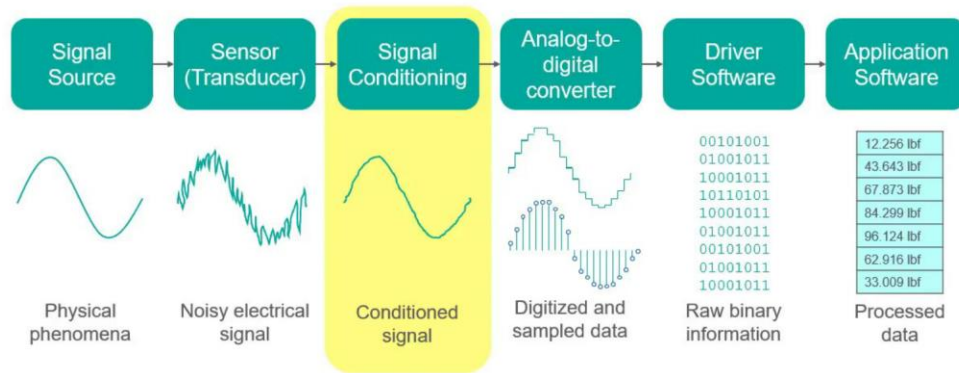 Signal
Source
Sensor
(Transducer)
Signal
Conditioning
Analog-to-
digital
converter
Driver
Software
Application
Software
00101001
01001011
10001011
10110101
10001011
01001011
00101001
01001011
10001011
12.256 lbf
43.643 lbf
67.873 lbf
84.299 lbf
96.124 lbf
62.916 lbf
33.009 lbf
Physical
phenomena
Noisy electrical
signal
Conditioned
signal
Digitized and
sampled data
Raw binary
information
Processed
data